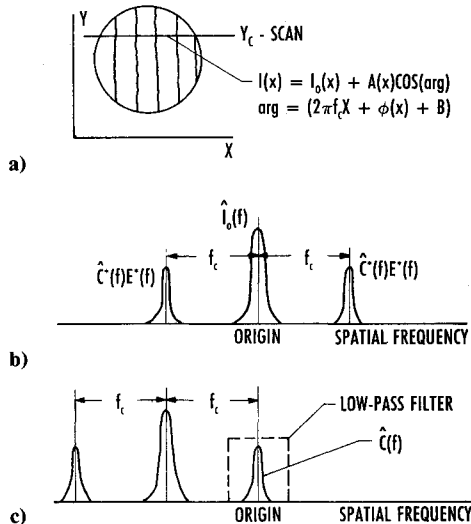 Y
Y_c - SCAN
I(x) = I_o(x) + A(x)COS(arg)
arg = (2πf_cX + ϕ(x) + B)
X
a)
Î_o(f)
f_c
f_c
Ĉ*(f)E*(f)
Ĉ*(f)E*(f)
ORIGIN
SPATIAL FREQUENCY
b)
f_c
f_c
LOW-PASS FILTER
Ĉ(f)
ORIGIN
SPATIAL FREQUENCY
c)